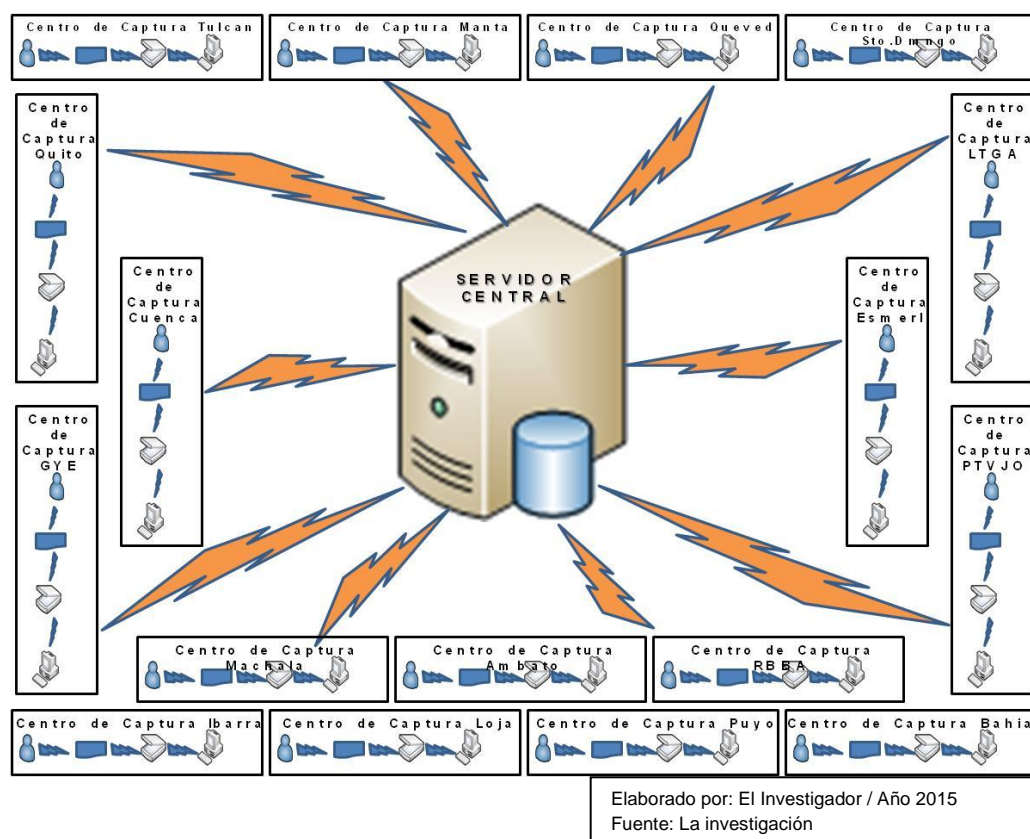 Centro de Captura Tulcan
Centro de Captura Manta
Centro de Captura Queved
Centro de Captura
Sto.Dmngo
Centro
de
Captura
Quito
Centro
de
Captura
LTGA
Centro
de
Captura
Cuenca
SERVIDOR
CENTRAL
Centro
de
Captura
Esmerl
Centro
de
Captura
GYE
Centro
de
Captura
PTVJO
Centro de Captura
Machala
Centro de Captura
Ambato
Centro de Captura
RBBA
Centro de Captura Ibarra
Centro de Captura Loja
Centro de Captura Puyo
Centro de Captura Bahia
Elaborado por: El Investigador / Año 2015
Fuente: La investigación